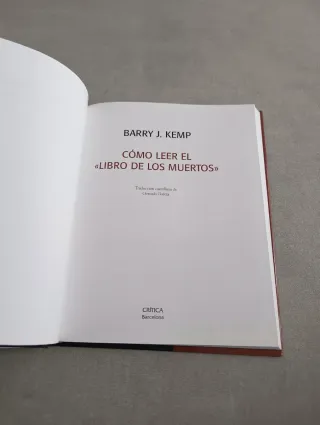 BARRY J. KEMP
CÓMO LEER EL
«LIBRO DE LOS MUERTOS»
CRÍTICA
Barcelona